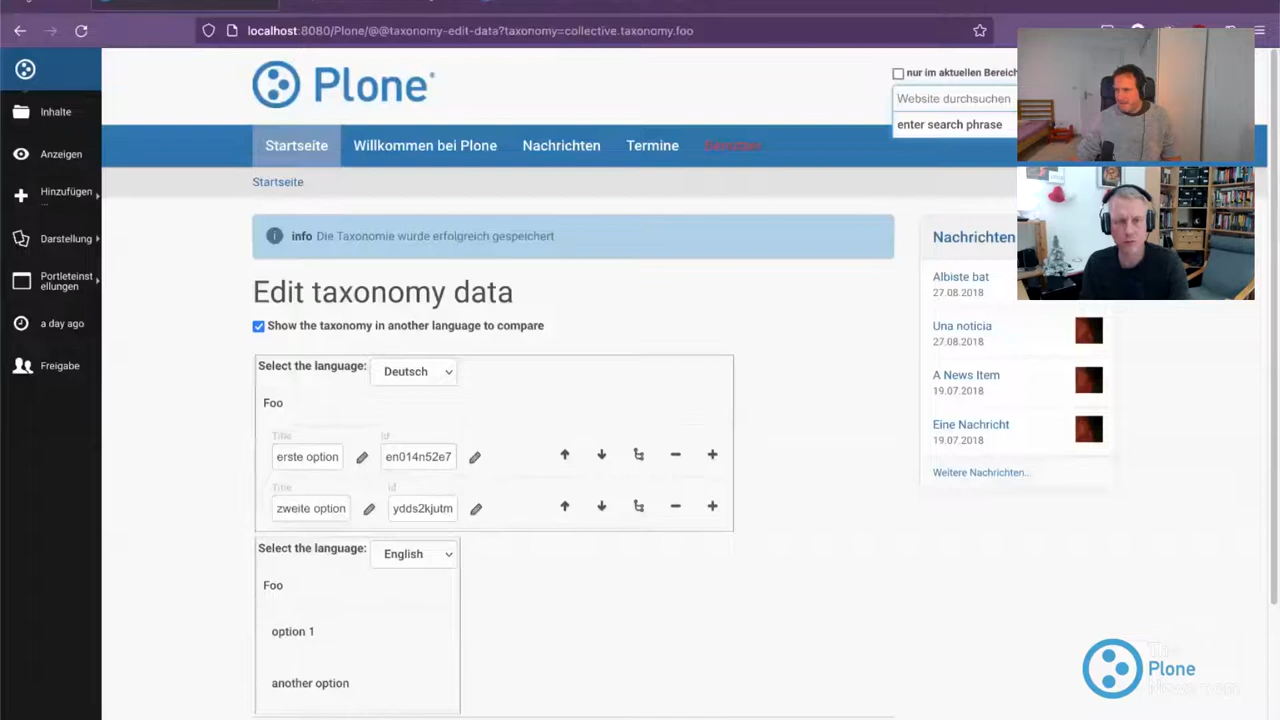 localhost:8080/Plone/@@taxonomy-edit-data?taxonomy=collective.taxonomy.foo
Plone
nur im aktuellen Bereich
Website durchsuchen
enter search phrase
Startseite
Willkommen bei Plone
Nachrichten
Termine
Startseite
Inhalte
Anzeigen
Hinzufügen
...
Darstellung
Portleteinst
ellungen
a day ago
Freigabe
info Die Taxonomie wurde erfolgreich gespeichert
Edit taxonomy data
Show the taxonomy in another language to compare
Select the language: Deutsch
Foo
Title Id
erste option en014n52e7
Title Id
zweite option ydds2kjutm
Select the language: English
Foo
option 1
another option
Nachrichten
Albiste bat
27.08.2018
Una noticia
27.08.2018
A News Item
19.07.2018
Eine Nachricht
19.07.2018
Weitere Nachrichten...
The
Plone
Newsroom